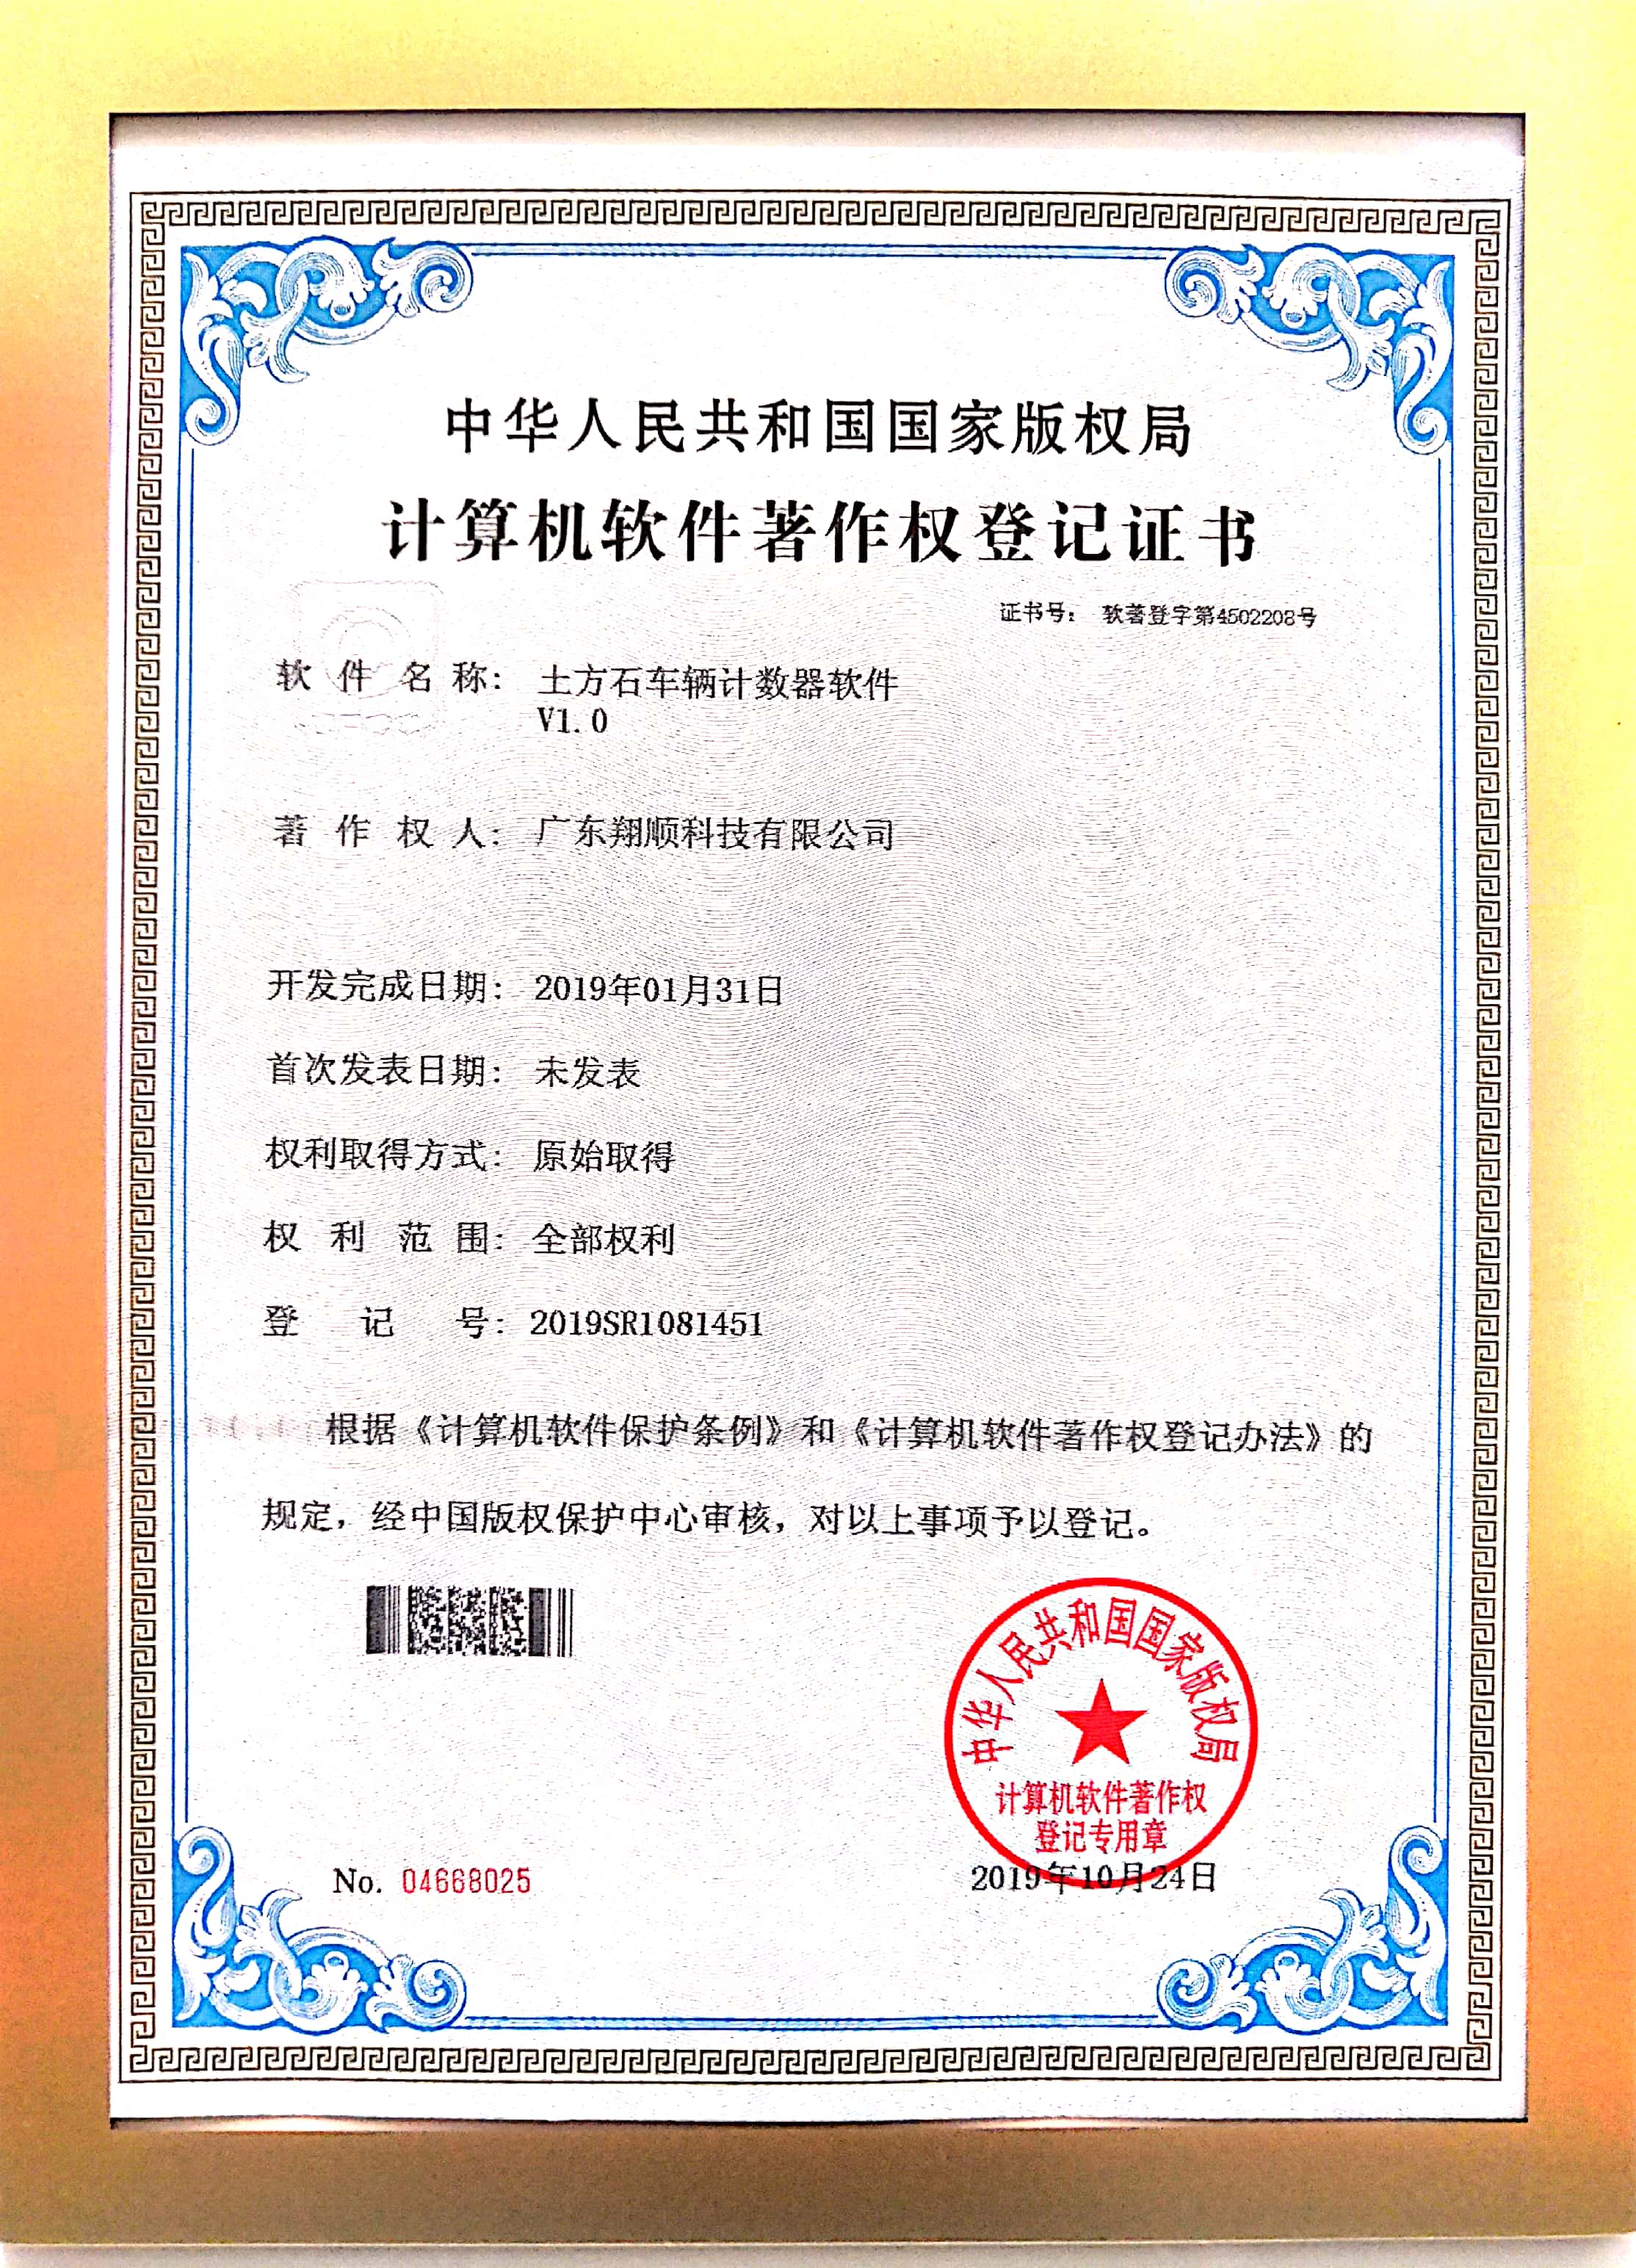 中华人民共和国国家版权局
计算机软件著作权登记证书
证书号： 软著登字第4502208号
软件名称： 土方石车辆计数器软件
V1.0
著作权人： 广东翔顺科技有限公司
开发完成日期： 2019年01月31日
首次发表日期： 未发表
权利取得方式： 原始取得
权利范围： 全部权利
登记号： 2019SR1081451
根据《计算机软件保护条例》和《计算机软件著作权登记办法》的
规定，经中国版权保护中心审核，对以上事项予以登记。
中华人民共和国国家版权局
计算机软件著作权
登记专用章
No. 04668025
2019年10月24日